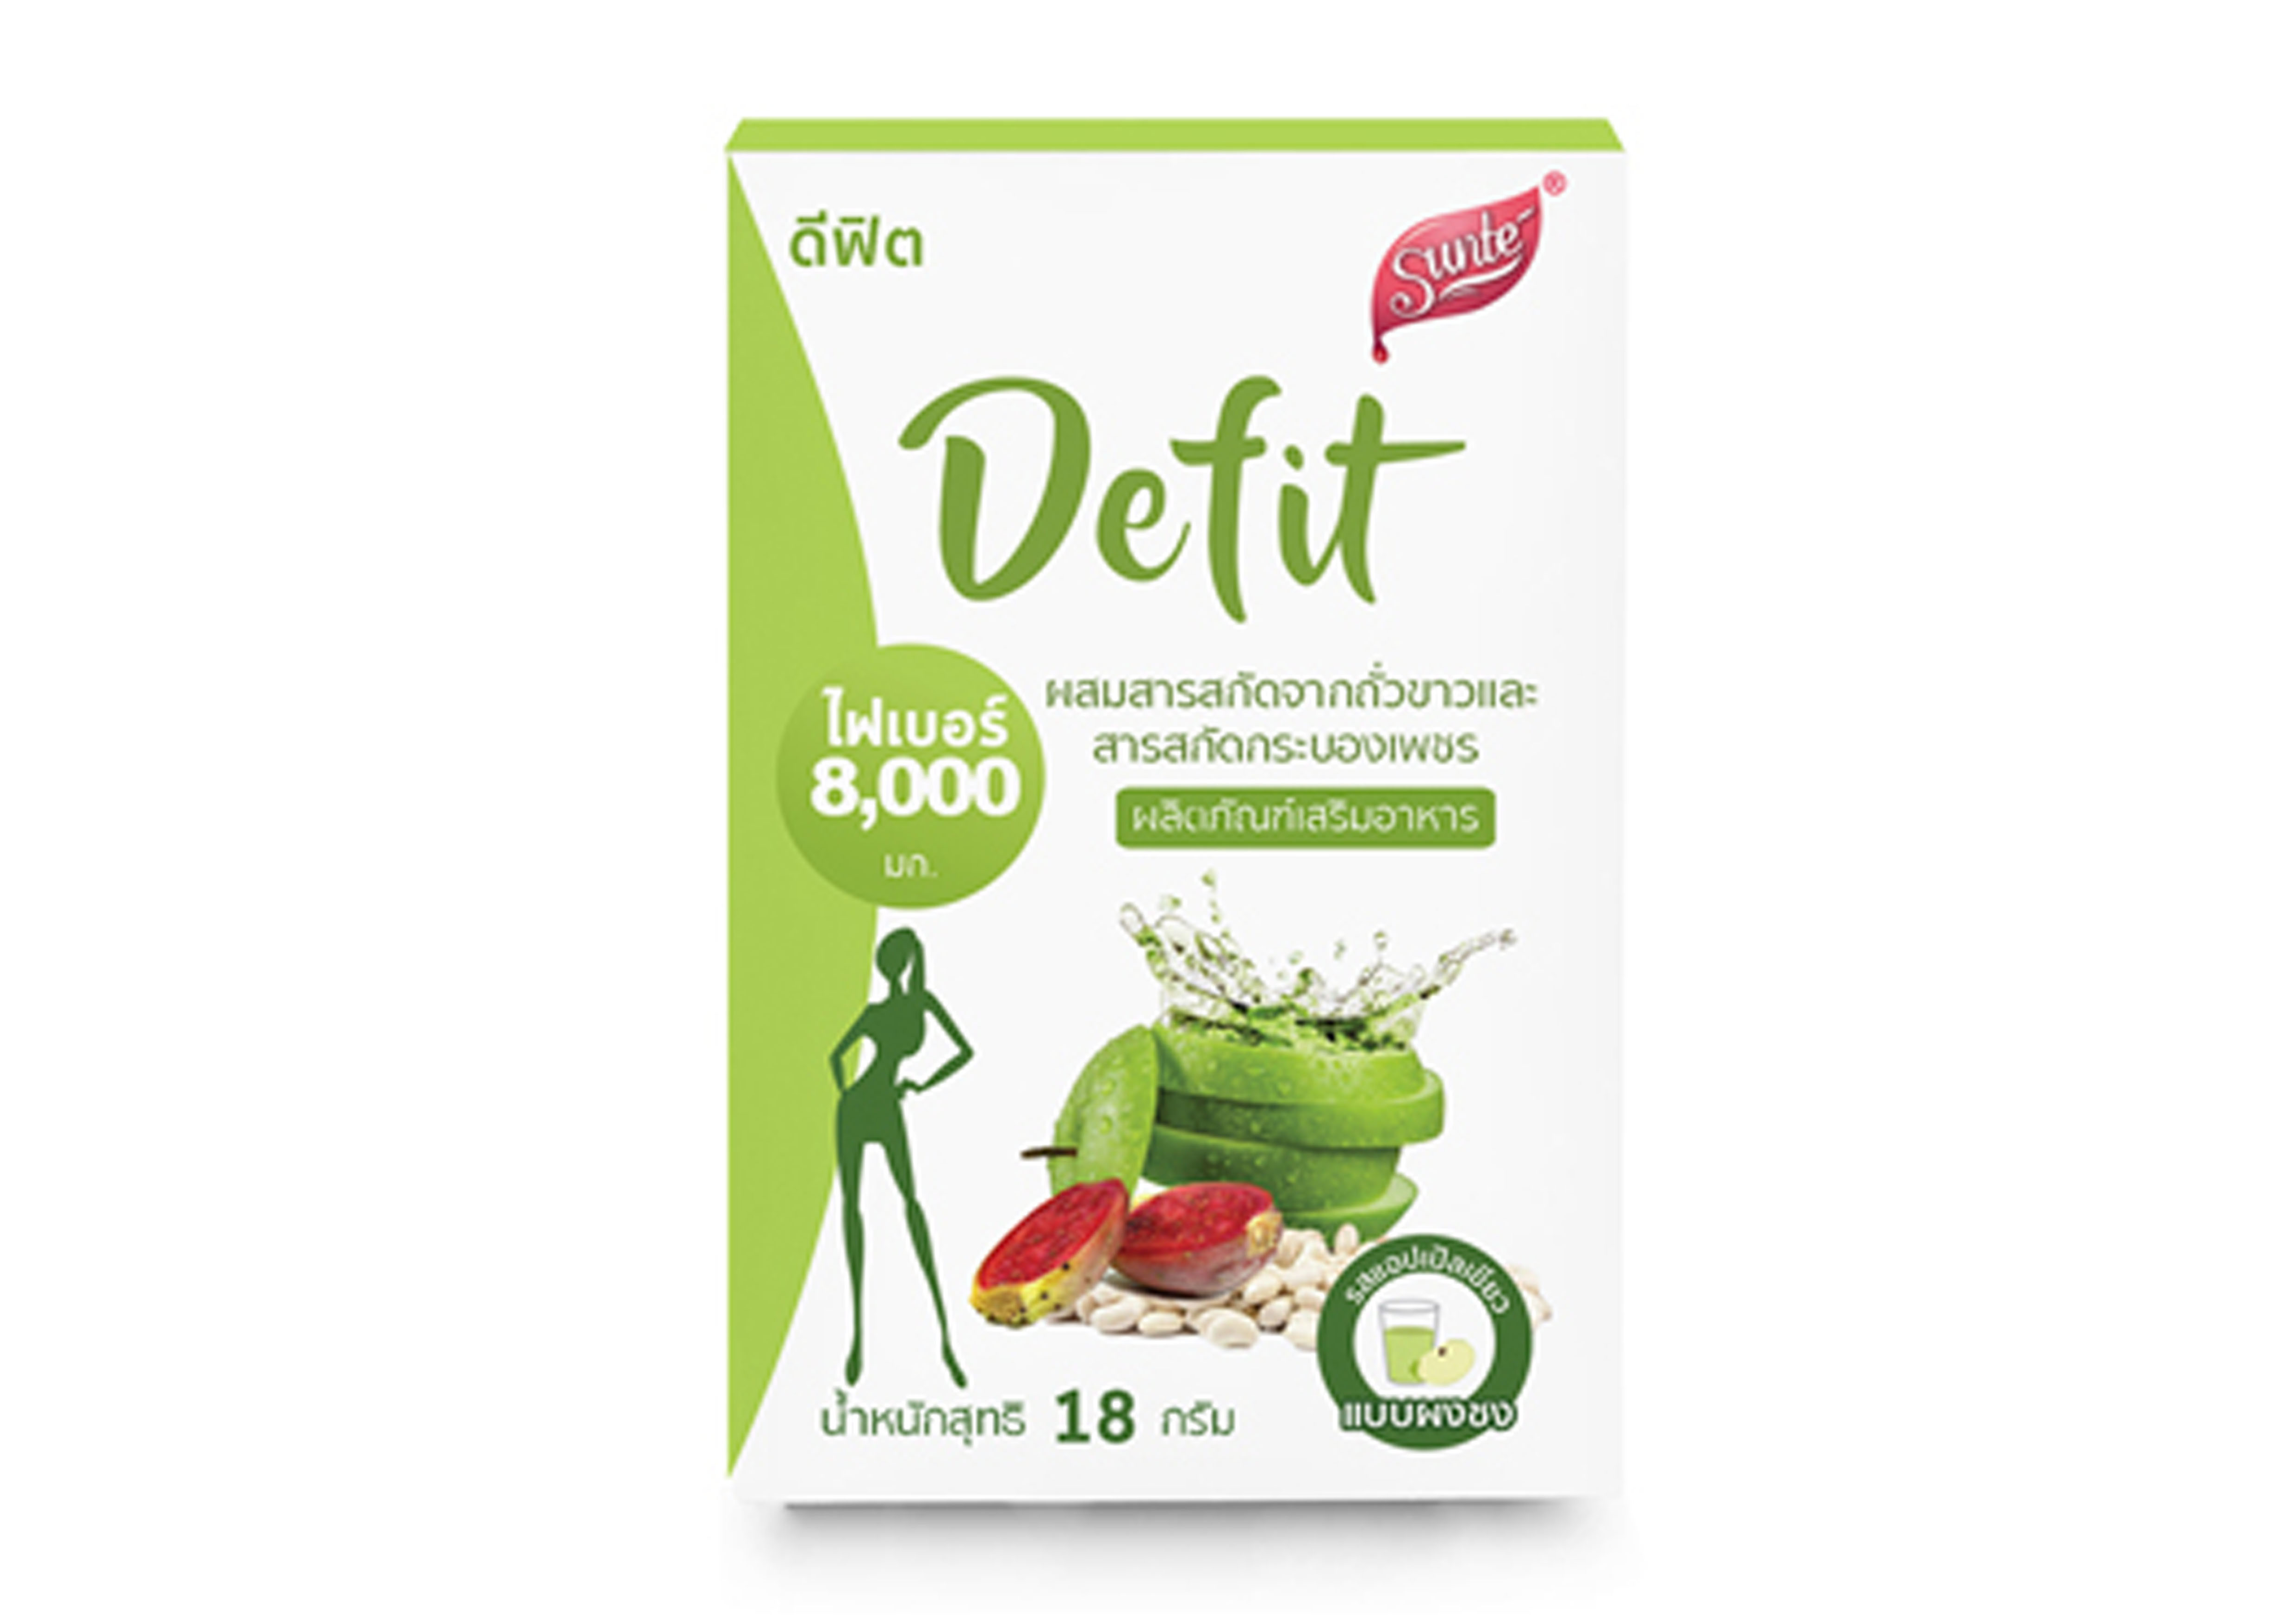 ดีฟิต
Sunte
®
Defit
ไฟเบอร์
8,000
มก.
ผสมสารสกัดจากถั่วขาวและ
สารสกัดกระบองเพชร
ผลิตภัณฑ์เสริมอาหาร
รสแอปเปิลเขียว
แบบผงชง
น้ำหนักสุทธิ 18 กรัม